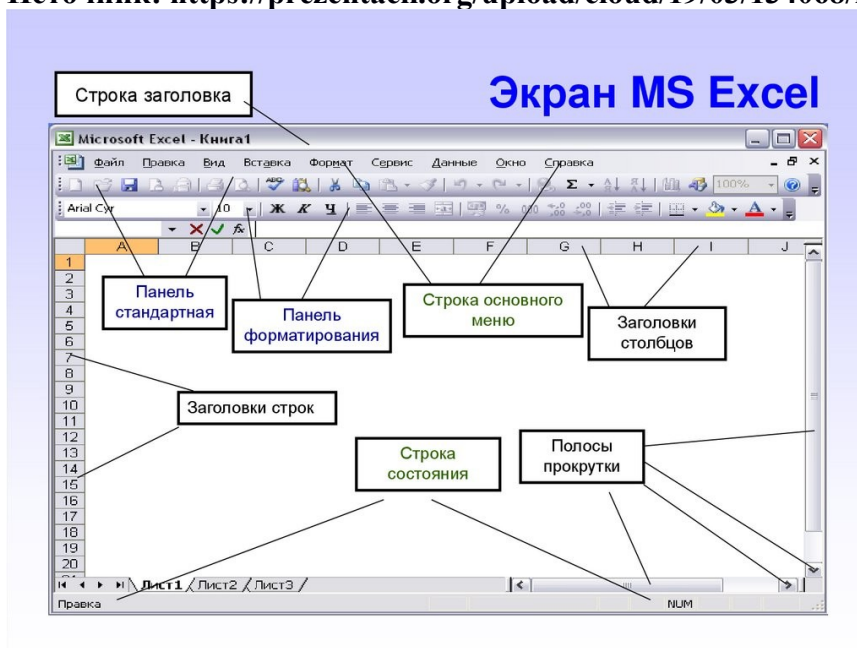 Строка заголовка
Экран MS Excel
Microsoft Excel - Книга1
Файл Правка Вид Вставка Формат Сервис Данные Окно Справка
100%
Arial Cyr 10 Ж К Ч
A B C D E F G H I J
1
2
3
4
5
6
7
8
9
10
11
12
13
14
15
16
17
18
19
20
Панель
стандартная
Панель
форматирования
Строка основного
меню
Заголовки
столбцов
Заголовки строк
Строка
состояния
Полосы
прокрутки
Лист1 Лист2 Лист3
Правка NUM